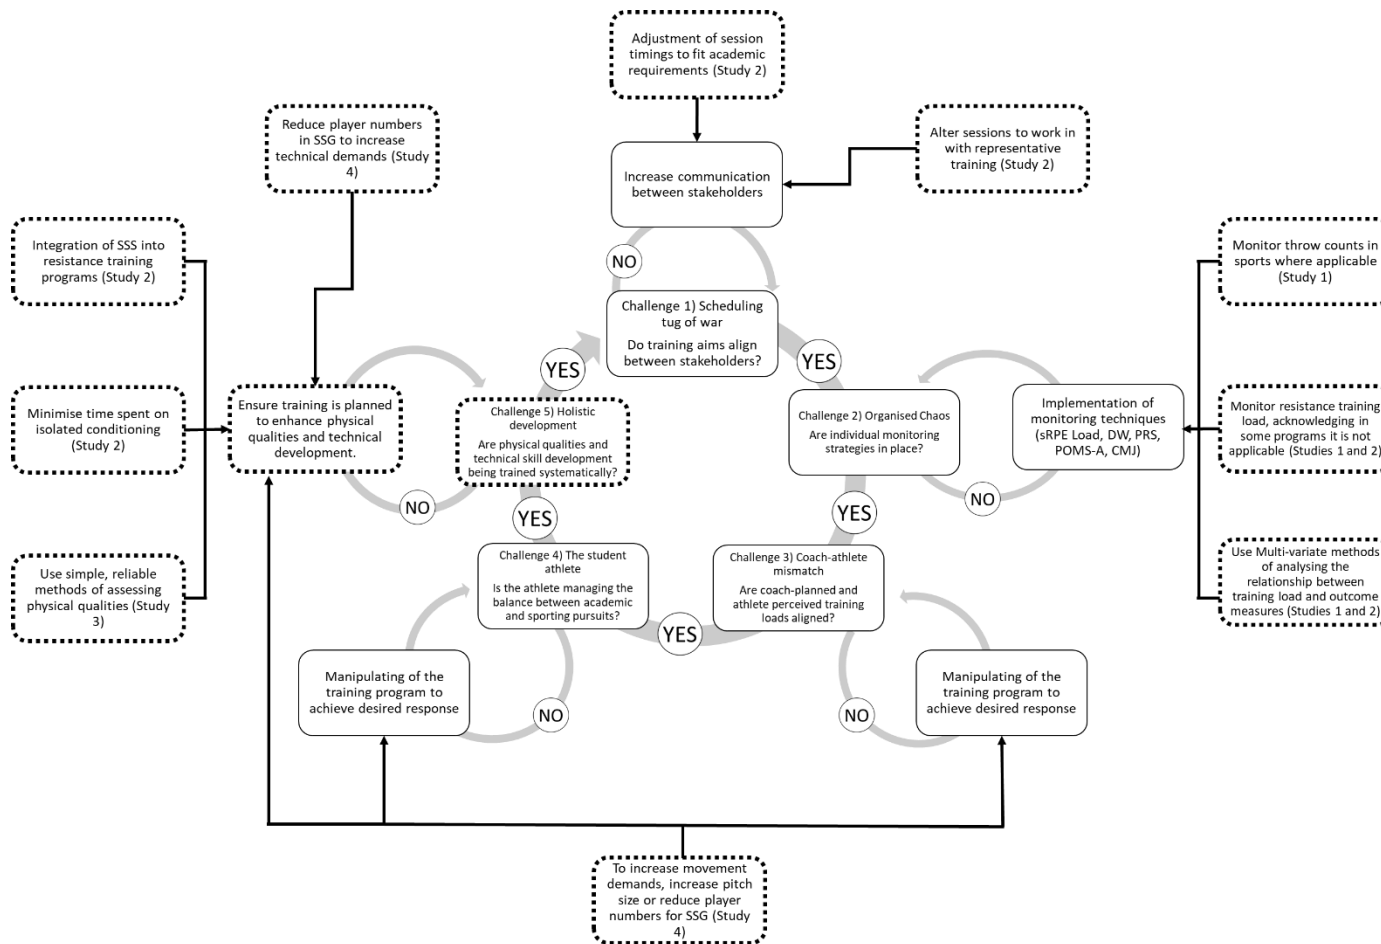 Adjustment of session
timings to fit academic
requirements (Study 2)
Reduce player numbers
in SSG to increase
technical demands (Study
4)
Alter sessions to work in
with representative
training (Study 2)
Increase communication
between stakeholders
NO
Integration of SSS into
resistance training
programs (Study 2)
Monitor throw counts in
sports where applicable
(Study 1)
Challenge 1) Scheduling
tug of war
Do training aims align
between stakeholders?
YES
YES
Minimise time spent on
isolated conditioning
(Study 2)
Ensure training is planned
to enhance physical
qualities and technical
development.
NO
Challenge 5) Holistic
development
Are physical qualities and
technical skill development
being trained systematically?
Challenge 2) Organised Chaos
Are individual monitoring
strategies in place?
Implementation of
monitoring techniques
(sRPE Load, DW, PRS,
POMS-A, CMJ)
NO
Monitor resistance training
load, acknowledging in
some programs it is not
applicable (Studies 1 and 2)
YES
YES
Use simple, reliable
methods of assessing
physical qualities (Study
3)
Challenge 4) The student
athlete
Is the athlete managing the
balance between academic
and sporting pursuits?
YES
Challenge 3) Coach-athlete
mismatch
Are coach-planned and
athlete perceived training
loads aligned?
Use Multi-variate methods
of analysing the
relationship between
training load and outcome
measures (Studies 1 and 2)
Manipulating of the
training program to
achieve desired response
NO
NO
Manipulating of the
training program to
achieve desired response
To increase movement
demands, increase pitch
size or reduce player
numbers for SSG (Study
4)